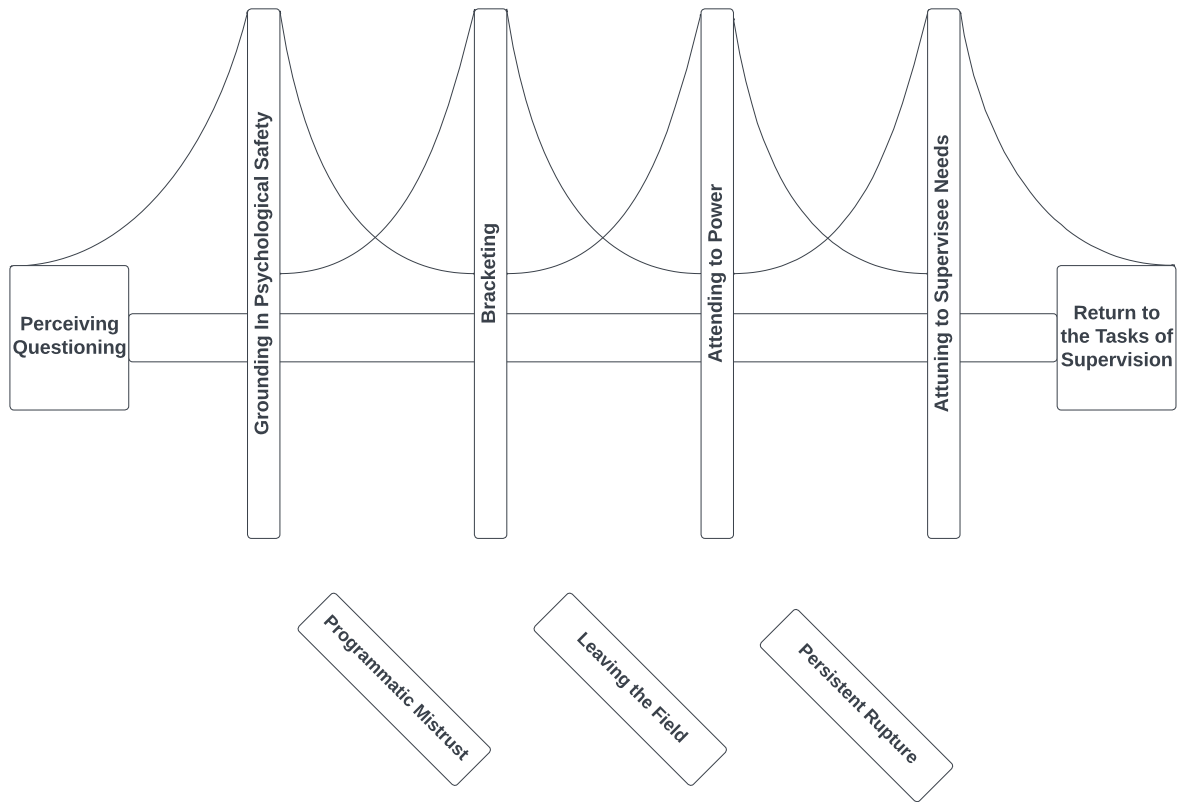 Perceiving
Questioning
Grounding In Psychological Safety
Bracketing
Attending to Power
Attuning to Supervisee Needs
Return to
the Tasks of
Supervision
Programmatic Mistrust
Leaving the Field
Persistent Rupture